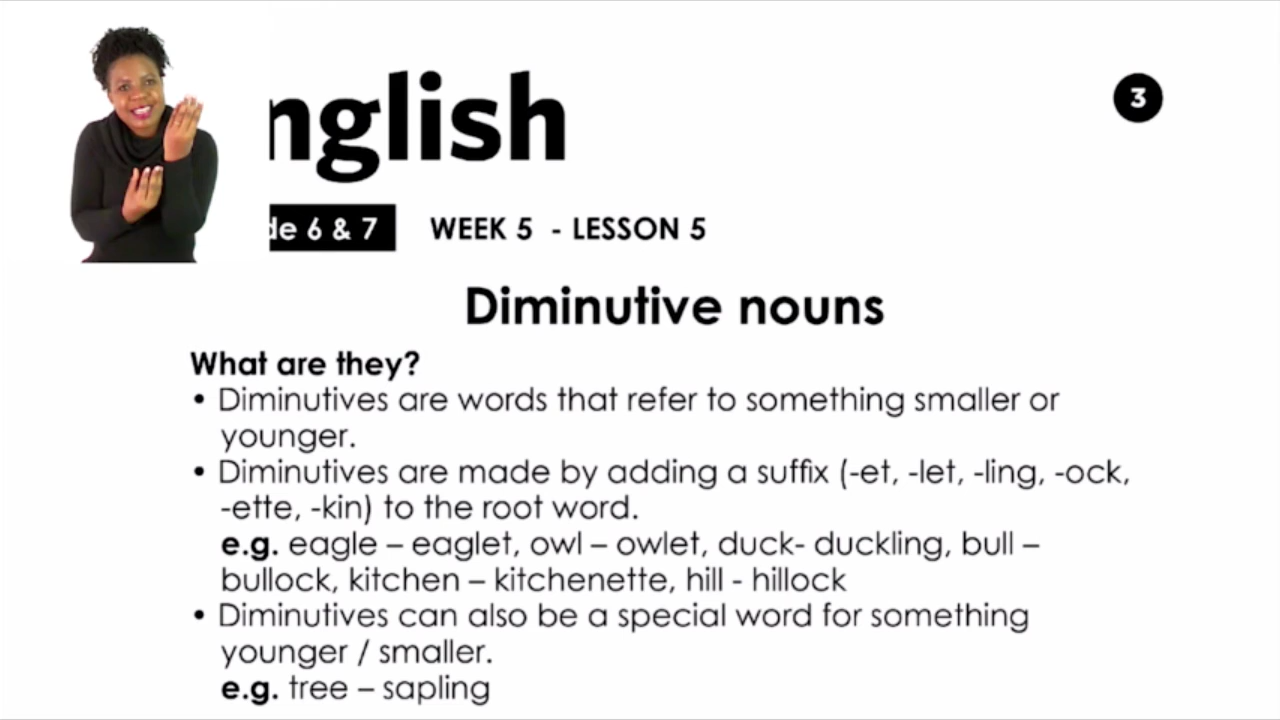 nglish
3
de 6 & 7
WEEK 5 - LESSON 5
Diminutive nouns
What are they?
• Diminutives are words that refer to something smaller or
younger.
• Diminutives are made by adding a suffix (-et, -let, -ling, -ock,
-ette, -kin) to the root word.
e.g. eagle – eaglet, owl – owlet, duck- duckling, bull –
bullock, kitchen – kitchenette, hill - hillock
• Diminutives can also be a special word for something
younger / smaller.
e.g. tree – sapling